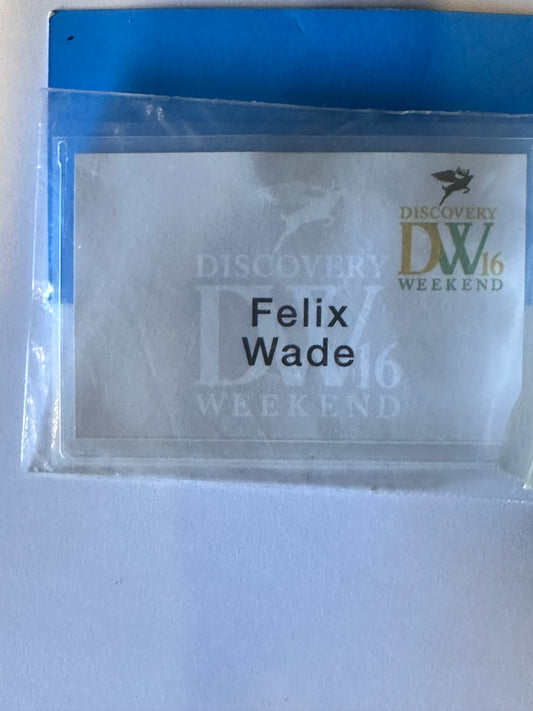 DISCOVERY
DW16
WEEKEND
DISCOVERY
DW16
WEEKEND
Felix
Wade